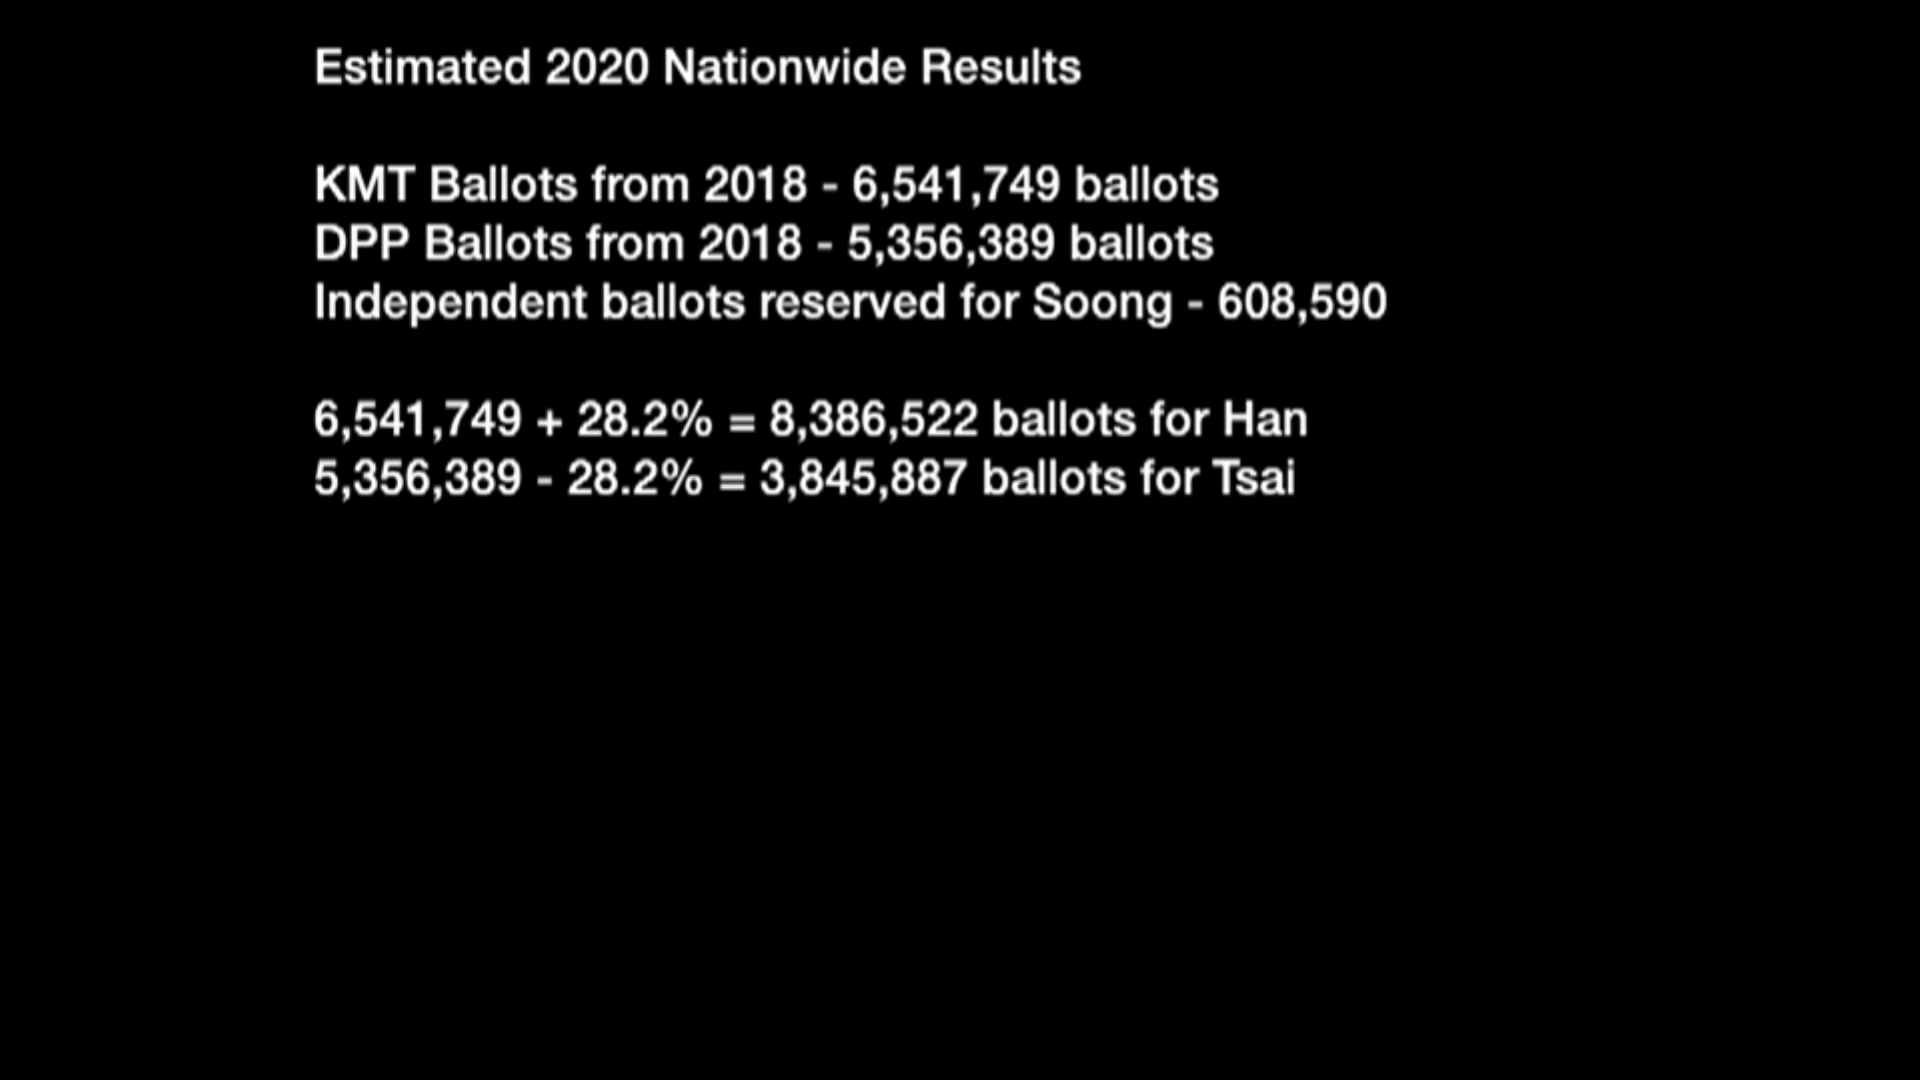 Estimated 2020 Nationwide Results
KMT Ballots from 2018 - 6,541,749 ballots
DPP Ballots from 2018 - 5,356,389 ballots
Independent ballots reserved for Soong - 608,590
6,541,749 + 28.2% = 8,386,522 ballots for Han
5,356,389 - 28.2% = 3,845,887 ballots for Tsai